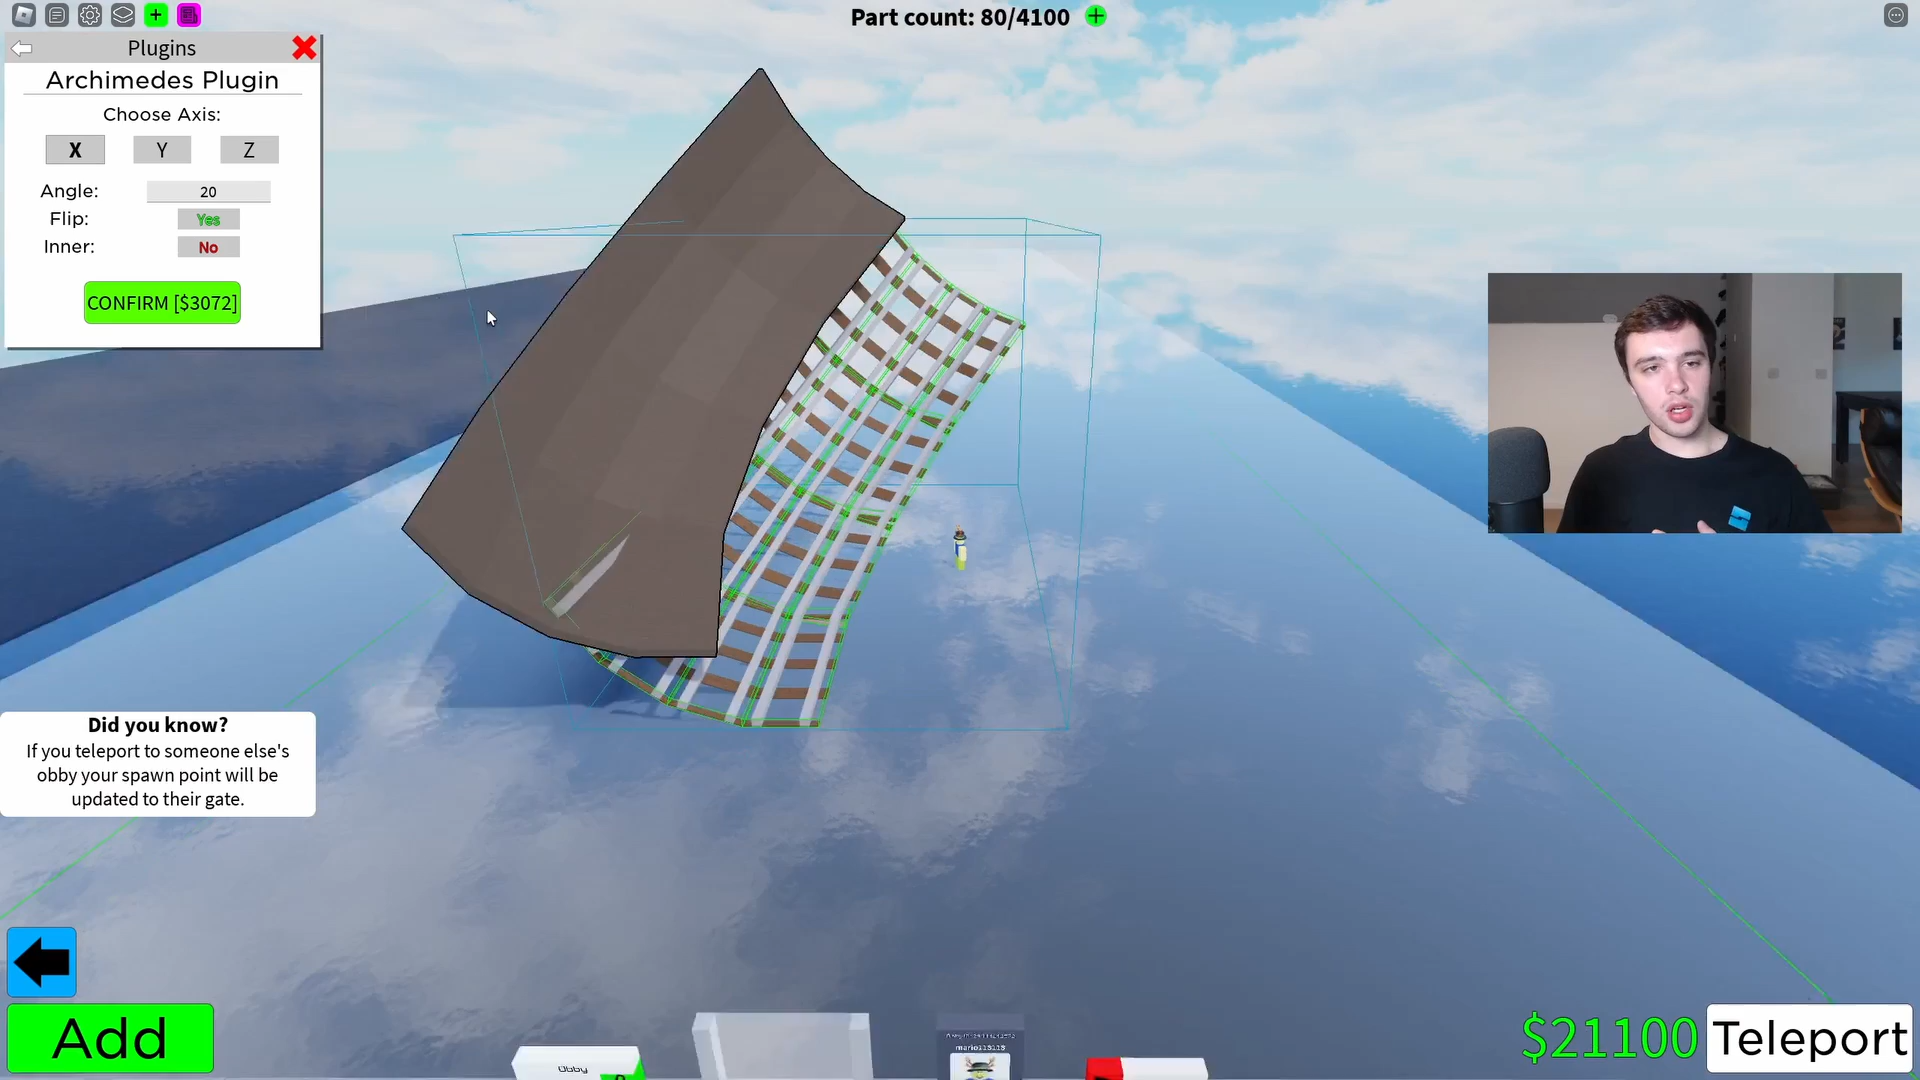 Part count: 80/4100
Plugins
Archimedes Plugin
Choose Axis:
X Y Z
Angle: 20
Flip: Yes
Inner: No
CONFIRM [$3072]
Did you know?
If you teleport to someone else's
obby your spawn point will be
updated to their gate.
Add
Obby
$21100
Teleport